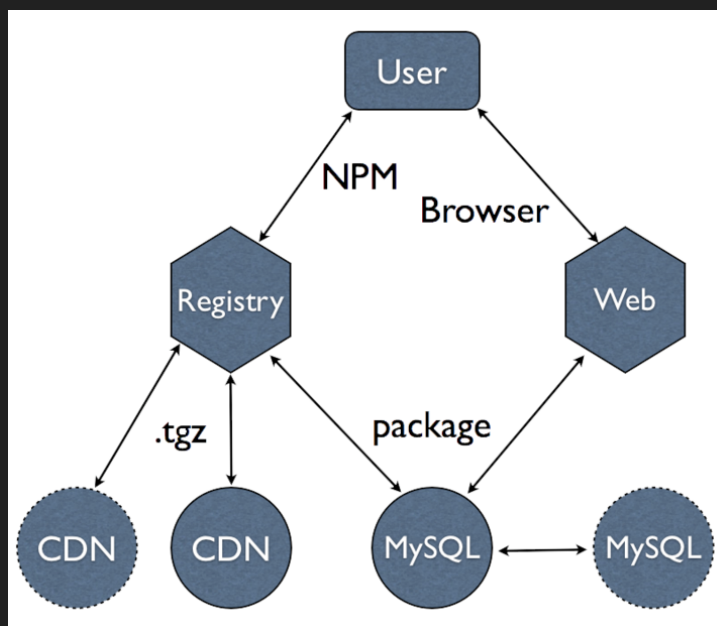 User
NPM
Browser
Registry
Web
.tgz
package
CDN
CDN
MySQL
MySQL